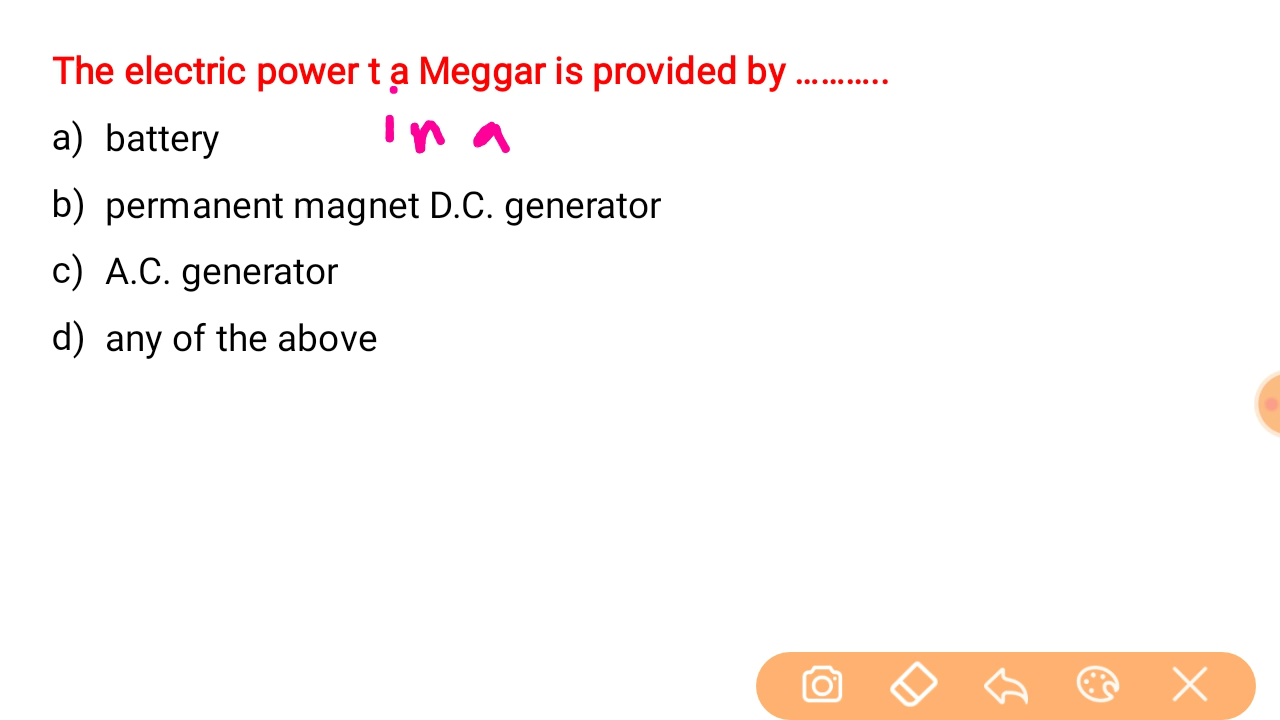 The electric power t a Meggar is provided by ...........
in a
a) battery
b) permanent magnet D.C. generator
c) A.C. generator
d) any of the above